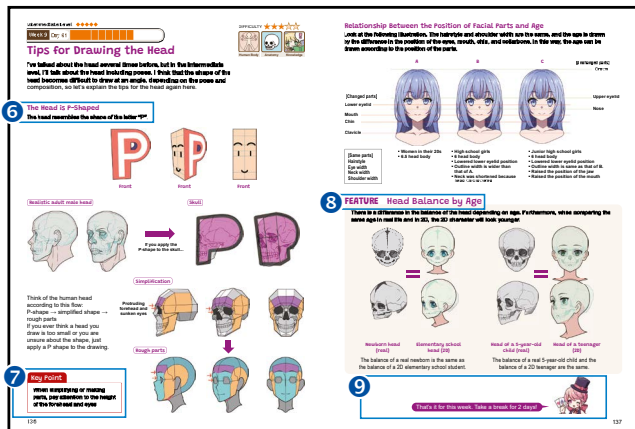 Intermediate Level
Week 9 Day 41
DIFFICULTY
Tips for Drawing the Head
I've talked about the head several times before, but in the intermediate
level, I'll talk about the head including poses. I think that the shape of the
head becomes difficult to draw at an angle, depending on the pose and
composition, so let's explain the tips for the head again here.
6
The Head is P-Shaped
The head resembles the shape of the letter "P"
Front
Front
Front
Realistic adult male head
Skull
If you apply the
P-shape to the skull...
Think of the human head
according to this flow:
P-shape → simplified shape →
rough parts
If you ever think a head you
draw is too small or you are
unsure about the shape, just
apply a P shape to the drawing.
Simplification
Protruding
forehead and
sunken eyes
Rough parts
7
Key Point
When simplifying or making
parts, pay attention to the height
of the forehead and eyes
136
Relationship Between the Position of Facial Parts and Age
Look at the following illustration. The hairstyle and shoulder width are the same, and the age is drawn
by the difference in the position of the eyes, mouth, chin, and collarbone. In this way, the age can be
drawn according to the position of the parts.
A
B
C
[Unchanged parts]
[Changed parts]
Lower eyelid
Mouth
Chin
Clavicle
Upper eyelid
Nose
[Same parts]
Hairstyle
Eye width
Neck width
Shoulder width
• Women in their 20s
• 6.5 head body
• High school girls
• 6 head body
• Lowered lower eyelid position
• Outline width is wider than
that of A.
• Neck was shortened because
• Junior high school girls
• 6 head body
• Lowered lower eyelid position
• Outline width is same as that of B.
• Raised the position of the jaw
• Raised the position of the mouth
8
FEATURE Head Balance by Age
There is a difference in the balance of the head depending on age. Furthermore, when comparing the
same age in real life and in 2D, the 2D character will look younger.
Newborn head
(real)
Elementary school
head (2D)
Head of a 5-year-old
child (real)
Head of a teenager
(2D)
The balance of a real newborn is the same as
the balance of a 2D elementary school student.
The balance of a real 5-year-old child and the
balance of a 2D teenager are the same.
9
That's it for this week. Take a break for 2 days!
137